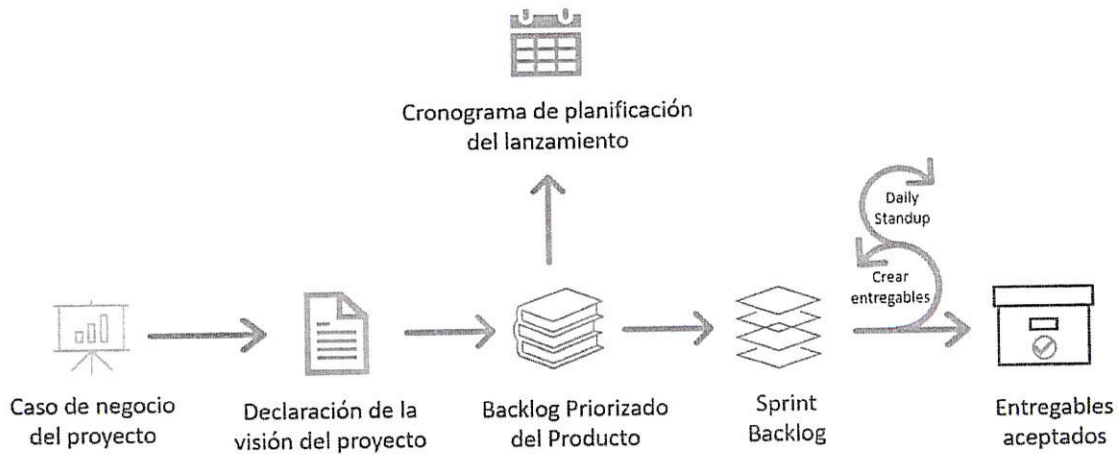 Cronograma de planificación
del lanzamiento
Daily
Standup
Crear
entregables
Caso de negocio
del proyecto
Declaración de la
visión del proyecto
Backlog Priorizado
del Producto
Sprint
Backlog
Entregables
aceptados